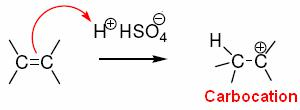 C=C H⊕ HSO4⊖
H
C-C⊕
Carbocation